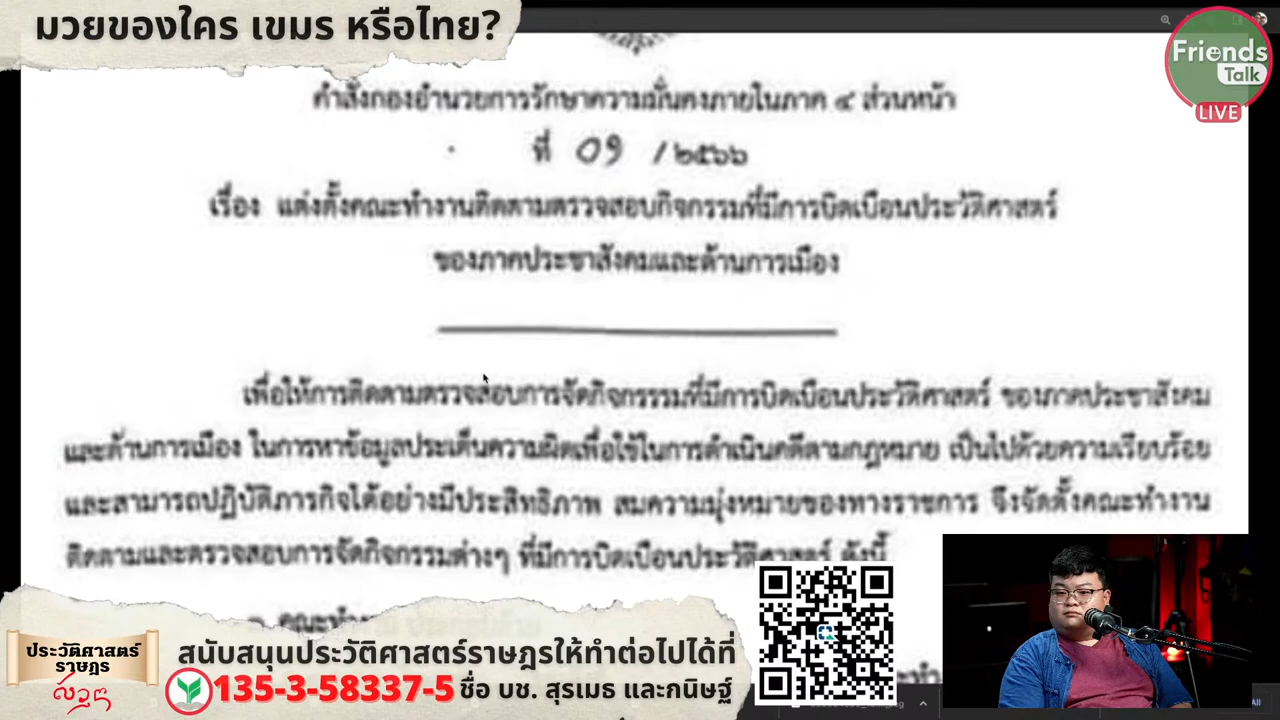 มวยของใคร เขมร หรือไทย?
Friends
Talk
LIVE
คำสั่งกองอำนวยการรักษาความมั่นคงภายในภาค ๔ ส่วนหน้า
ที่ 09 /๒๕๖๖
เรื่อง แต่งตั้งคณะทำงานติดตามตรวจสอบกิจกรรมที่มีการบิดเบือนประวัติศาสตร์
ของภาคประชาสังคมและด้านการเมือง
เพื่อให้การติดตามตรวจสอบการจัดกิจกรรมที่มีการบิดเบือนประวัติศาสตร์ ของภาคประชาสังคม
และด้านการเมือง ในการหาข้อมูลประเด็นความผิดเพื่อใช้ในการดำเนินคดีตามกฎหมาย เป็นไปด้วยความเรียบร้อย
และสามารถปฏิบัติภารกิจได้อย่างมีประสิทธิภาพ สมความมุ่งหมายของทางราชการ จึงจัดตั้งคณะทำงาน
ติดตามและตรวจสอบการจัดกิจกรรมต่างๆ ที่มีการบิดเบือนประวัติศาสตร์ ดังนี้
ประวัติศาสตร์
ราษฎร
สนับสนุนประวัติศาสตร์ราษฎรให้ทำต่อไปได้ที่
135-3-58337-5 ชื่อ บช. สุรเมธ และกนิษฐ์